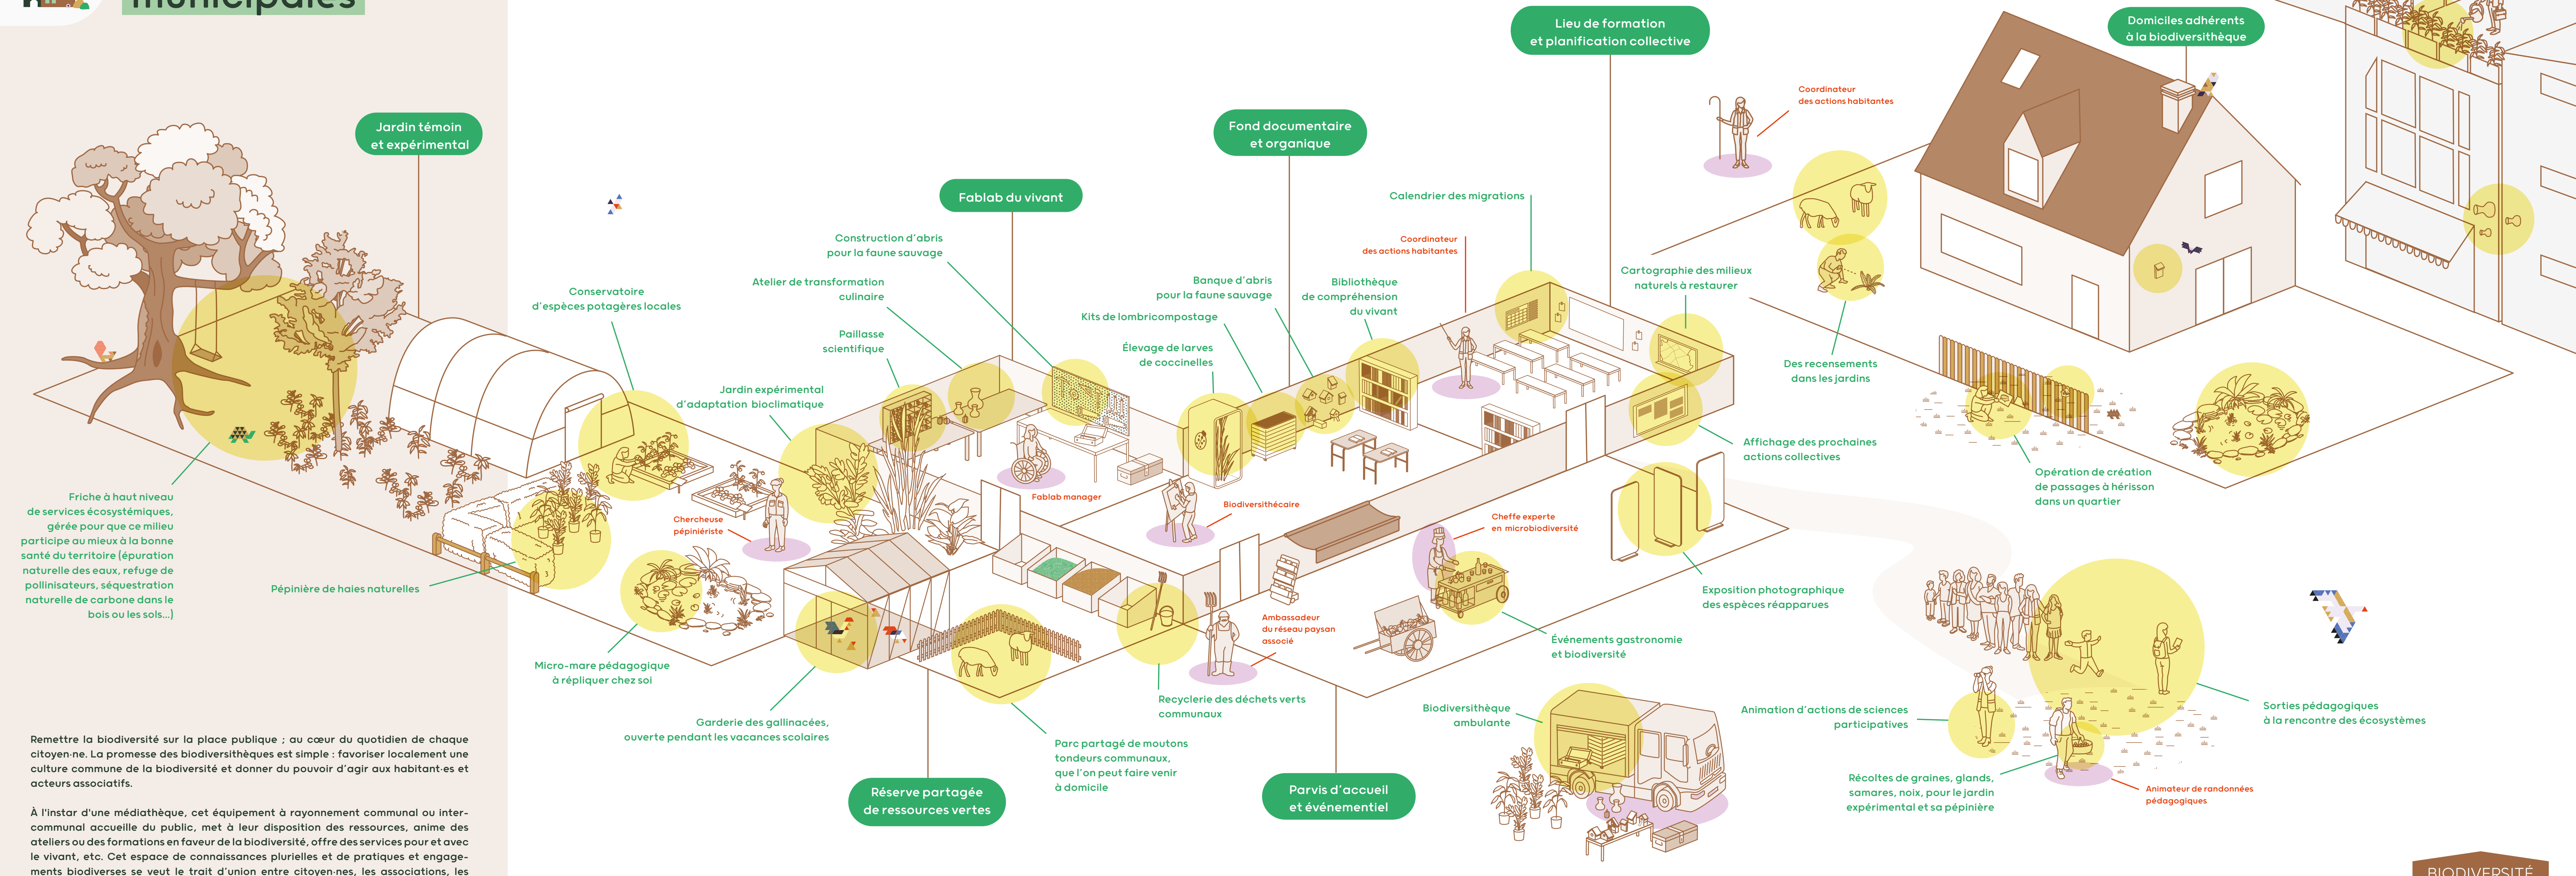 municipales
Jardin témoin
et expérimental
Friche à haut niveau
de services écosystémiques,
gérée pour que ce milieu
participe au mieux à la bonne
santé du territoire (épuration
naturelle des eaux, refuge de
pollinisateurs, séquestration
naturelle de carbone dans le
bois ou les sols...)
Pépinière de haies naturelles
Remettre la biodiversité sur la place publique ; au cœur du quotidien de chaque
citoyen·ne. La promesse des biodiversithèques est simple : favoriser localement une
culture commune de la biodiversité et donner du pouvoir d'agir aux habitant·es et
acteurs associatifs.
À l'instar d'une médiathèque, cet équipement à rayonnement communal ou inter-
communal accueille du public, met à leur disposition des ressources, anime des
ateliers ou des formations en faveur de la biodiversité, offre des services pour et avec
le vivant, etc. Cet espace de connaissances plurielles et de pratiques et engage-
ments biodiverses se veut le trait d'union entre citoyen·nes, les associations, les
Conservatoire
d'espèces potagères locales
Jardin expérimental
d'adaptation bioclimatique
Chercheuse
pépiniériste
Micro-mare pédagogique
à répliquer chez soi
Garderie des gallinacées,
ouverte pendant les vacances scolaires
Fablab du vivant
Construction d'abris
pour la faune sauvage
Atelier de transformation
culinaire
Paillasse
scientifique
Fablab manager
Réserve partagée
de ressources vertes
Parc partagé de moutons
tondeurs communaux,
que l'on peut faire venir
à domicile
Recyclerie des déchets verts
communaux
Ambassadeur
du réseau paysan
associé
Fond documentaire
et organique
Banque d'abris
pour la faune sauvage
Kits de lombricompostage
Élevage de larves
de coccinelles
Bibliothèque
de compréhension
du vivant
Biodiversithécaire
Lieu de formation
et planification collective
Calendrier des migrations
Coordinateur
des actions habitantes
Cartographie des milieux
naturels à restaurer
Affichage des prochaines
actions collectives
Cheffe experte
en microbiodiversité
Exposition photographique
des espèces réapparues
Événements gastronomie
et biodiversité
Parvis d'accueil
et événementiel
Biodiversithèque
ambulante
Coordinateur
des actions habitantes
Domiciles adhérents
à la biodiversithèque
Des recensements
dans les jardins
Opération de création
de passages à hérisson
dans un quartier
Animation d'actions de sciences
participatives
Récoltes de graines, glands,
samares, noix, pour le jardin
expérimental et sa pépinière
Sorties pédagogiques
à la rencontre des écosystèmes
Animateur de randonnées
pédagogiques
BIODIVERSITÉ